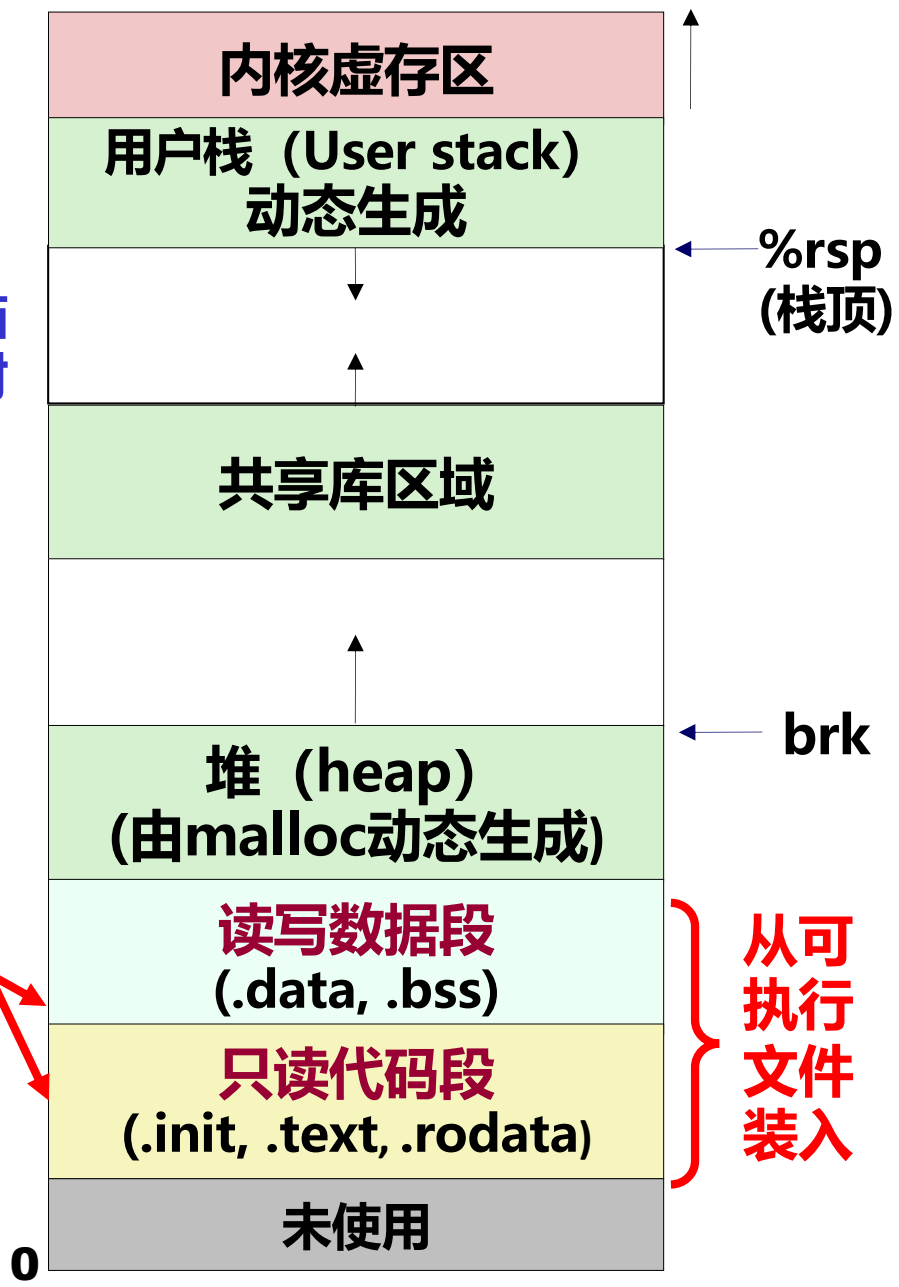 内核虚存区
用户栈（User stack）
动态生成
%rsp
(栈顶)
共享库区域
brk
堆（heap）
(由malloc动态生成)
读写数据段
(.data, .bss)
只读代码段
(.init, .text, .rodata)
从可
执行
文件
装入
未使用
0